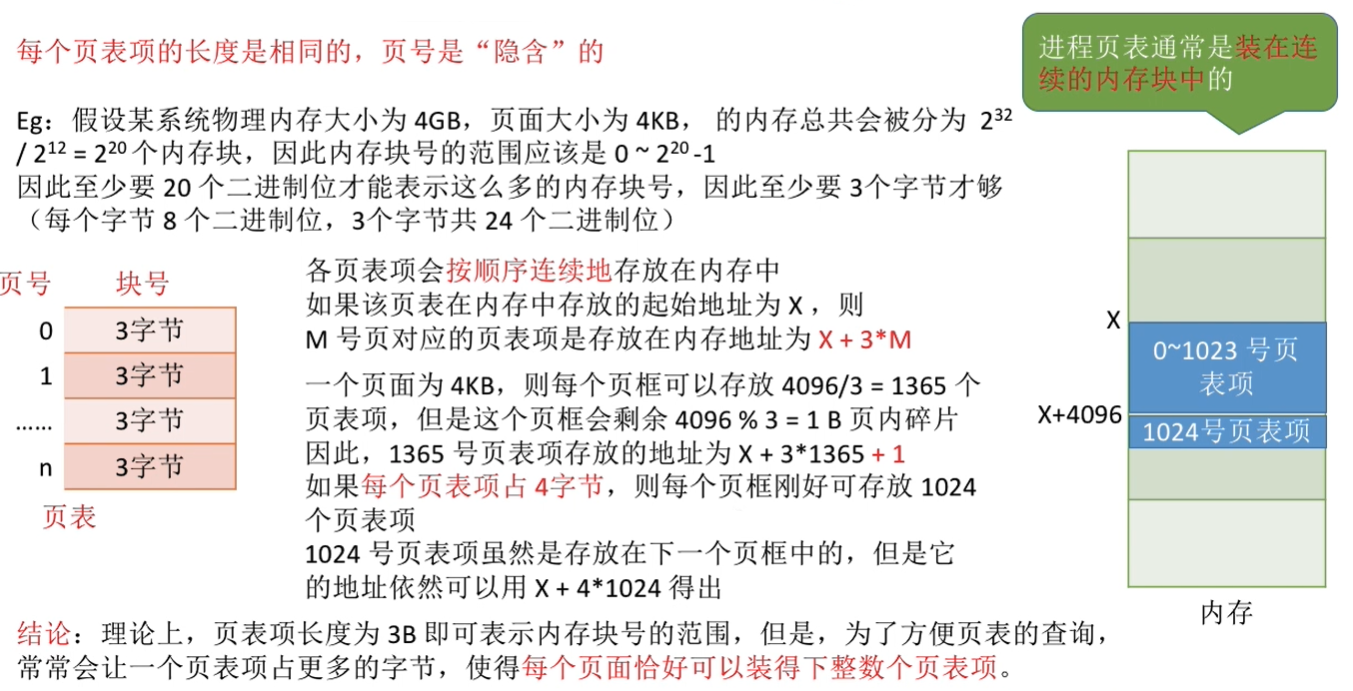 每个页表项的长度是相同的，页号是“隐含”的
进程页表通常是装在连
续的内存块中的
Eg：假设某系统物理内存大小为 4GB，页面大小为 4KB， 的内存总共会被分为 2³²
/ 2¹² = 2²⁰ 个内存块，因此内存块号的范围应该是 0 ~ 2²⁰ -1
因此至少要 20 个二进制位才能表示这么多的内存块号，因此至少要 3个字节才够
（每个字节 8 个二进制位，3个字节共 24 个二进制位）
页号 块号
0 3字节
1 3字节
…… 3字节
n 3字节
页表
各页表项会按顺序连续地存放在内存中
如果该页表在内存中存放的起始地址为 X ，则
M 号页对应的页表项是存放在内存地址为 X + 3*M
一个页面为 4KB，则每个页框可以存放 4096/3 = 1365 个
页表项，但是这个页框会剩余 4096 % 3 = 1 B 页内碎片
因此，1365 号页表项存放的地址为 X + 3*1365 + 1
如果每个页表项占 4字节，则每个页框刚好可存放 1024
个页表项
1024 号页表项虽然是存放在下一个页框中的，但是它
的地址依然可以用 X + 4*1024 得出
X
0~1023 号页
表项
X+4096
1024号页表项
内存
结论：理论上，页表项长度为 3B 即可表示内存块号的范围，但是，为了方便页表的查询，
常常会让一个页表项占更多的字节，使得每个页面恰好可以装得下整数个页表项。